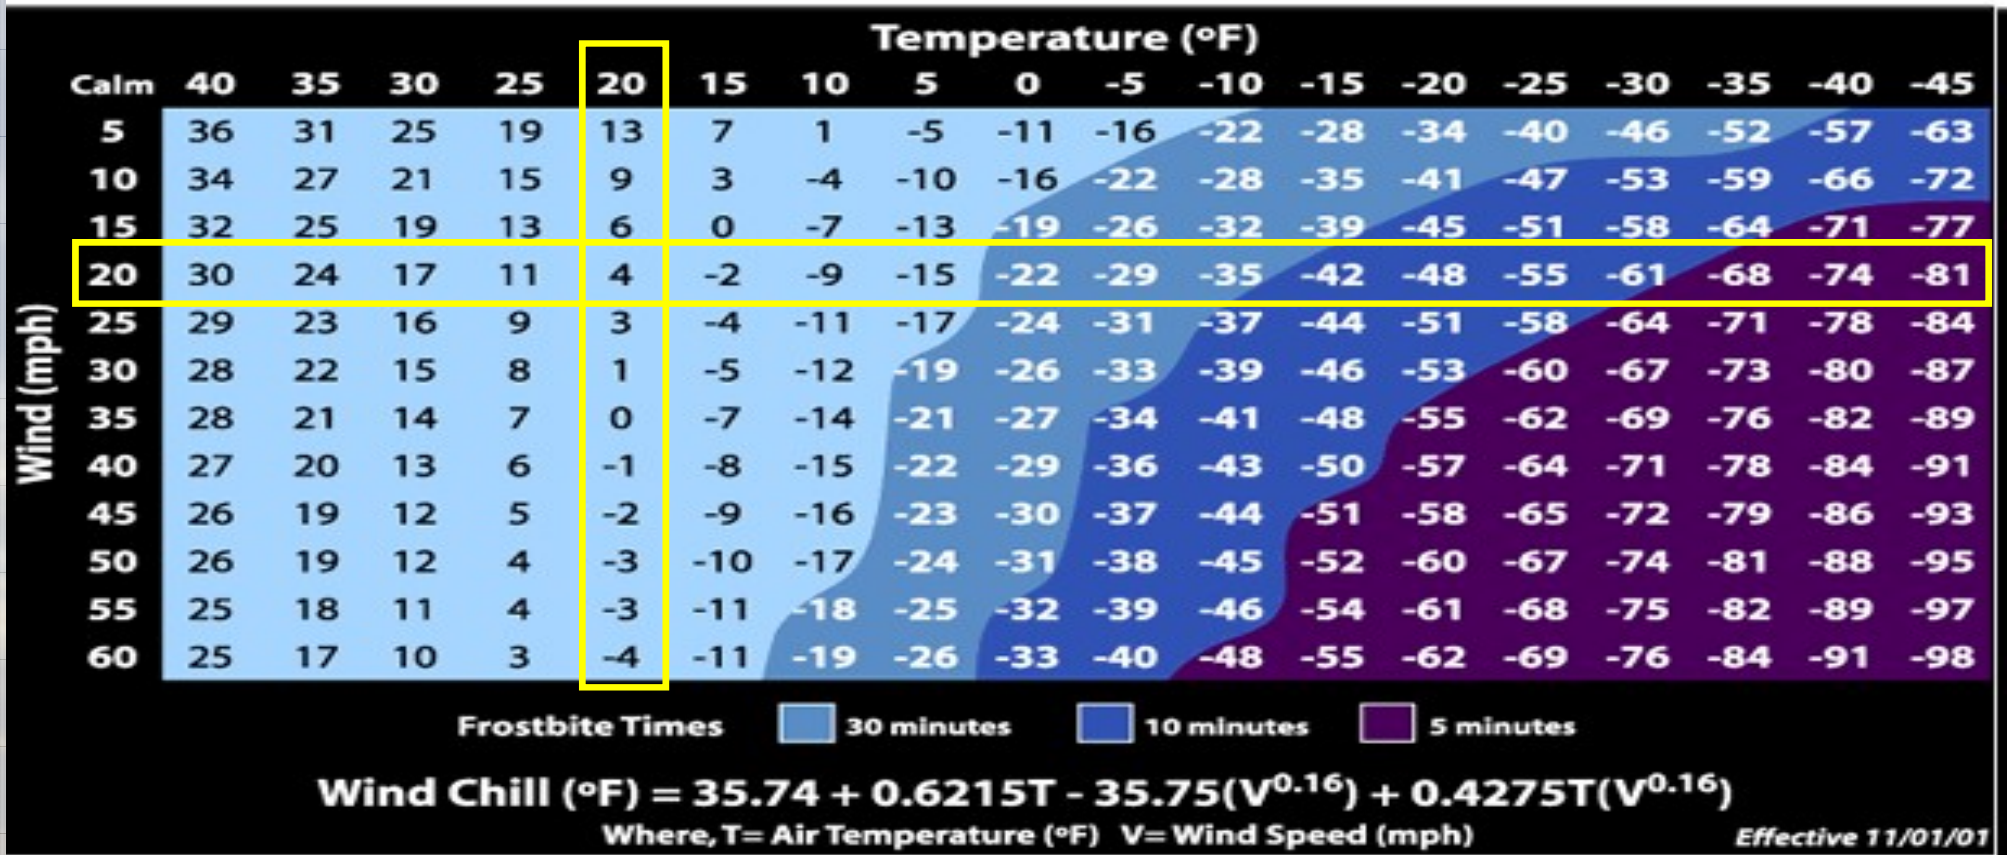 Temperature (°F)
Calm 40 35 30 25 20 15 10 5 0 -5 -10 -15 -20 -25 -30 -35 -40 -45
5 36 31 25 19 13 7 1 -5 -11 -16 -22 -28 -34 -40 -46 -52 -57 -63
10 34 27 21 15 9 3 -4 -10 -16 -22 -28 -35 -41 -47 -53 -59 -66 -72
15 32 25 19 13 6 0 -7 -13 -19 -26 -32 -39 -45 -51 -58 -64 -71 -77
20 30 24 17 11 4 -2 -9 -15 -22 -29 -35 -42 -48 -55 -61 -68 -74 -81
25 29 23 16 9 3 -4 -11 -17 -24 -31 -37 -44 -51 -58 -64 -71 -78 -84
30 28 22 15 8 1 -5 -12 -19 -26 -33 -39 -46 -53 -60 -67 -73 -80 -87
35 28 21 14 7 0 -7 -14 -21 -27 -34 -41 -48 -55 -62 -69 -76 -82 -89
40 27 20 13 6 -1 -8 -15 -22 -29 -36 -43 -50 -57 -64 -71 -78 -84 -91
45 26 19 12 5 -2 -9 -16 -23 -30 -37 -44 -51 -58 -65 -72 -79 -86 -93
50 26 19 12 4 -3 -10 -17 -24 -31 -38 -45 -52 -60 -67 -74 -81 -88 -95
55 25 18 11 4 -3 -11 -18 -25 -32 -39 -46 -54 -61 -68 -75 -82 -89 -97
60 25 17 10 3 -4 -11 -19 -26 -33 -40 -48 -55 -62 -69 -76 -84 -91 -98
Wind (mph)
Frostbite Times 30 minutes 10 minutes 5 minutes
Wind Chill (°F) = 35.74 + 0.6215T - 35.75(V^0.16) + 0.4275T(V^0.16)
Where, T= Air Temperature (°F) V= Wind Speed (mph)
Effective 11/01/01